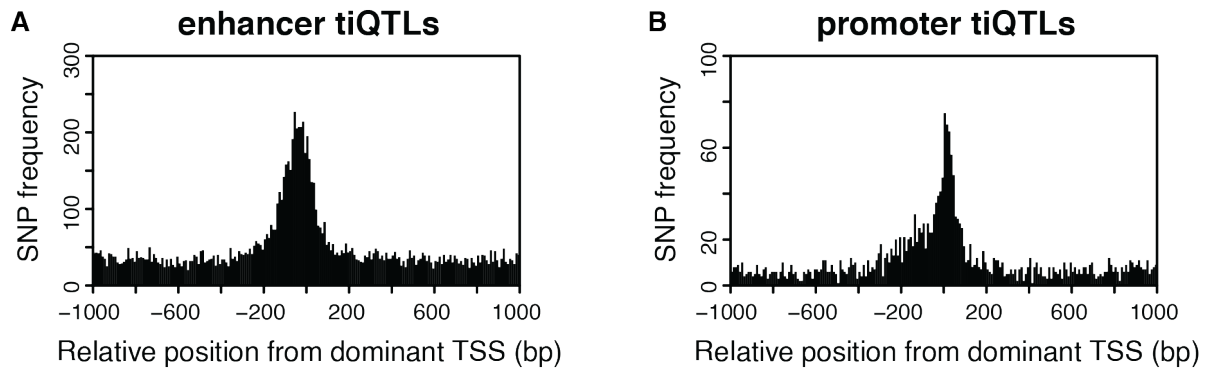 A enhancer tiQTLs
SNP frequency
300
200
100
0
−1000 −600 −200 200 600 1000
Relative position from dominant TSS (bp)
B promoter tiQTLs
SNP frequency
100
60
20
0
−1000 −600 −200 200 600 1000
Relative position from dominant TSS (bp)